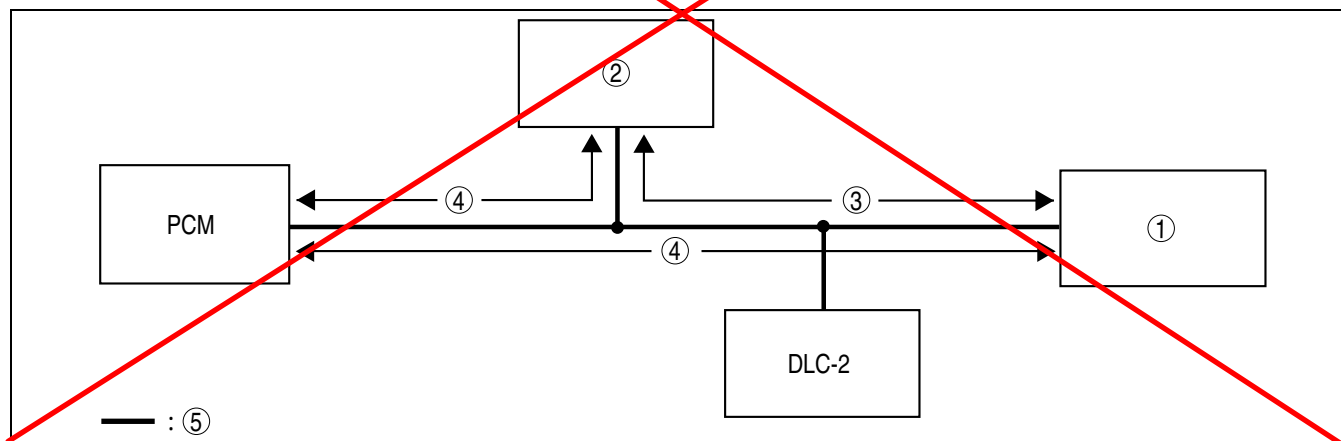 ②
④ ③
PCM ①
④
DLC-2
: ⑤